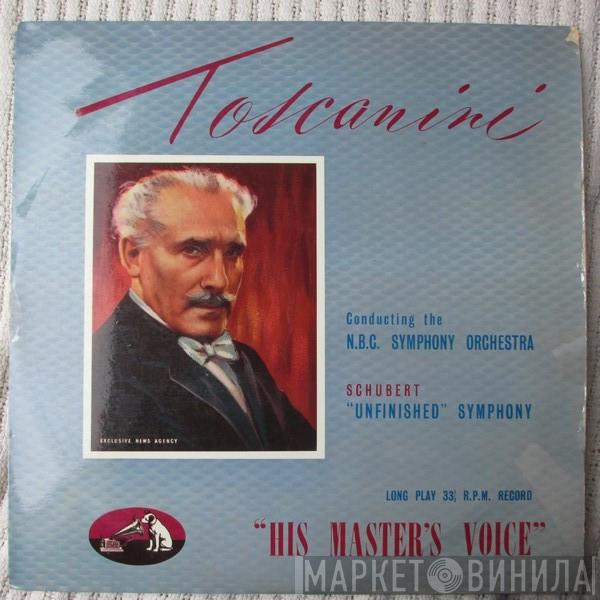 Toscanini
Conducting the
N.B.C. SYMPHONY ORCHESTRA
SCHUBERT
“UNFINISHED” SYMPHONY
EXCLUSIVE NEWS AGENCY
LONG PLAY 33⅓ R.P.M. RECORD
“HIS MASTER'S VOICE”
МАРКЕТ ВИНИЛА